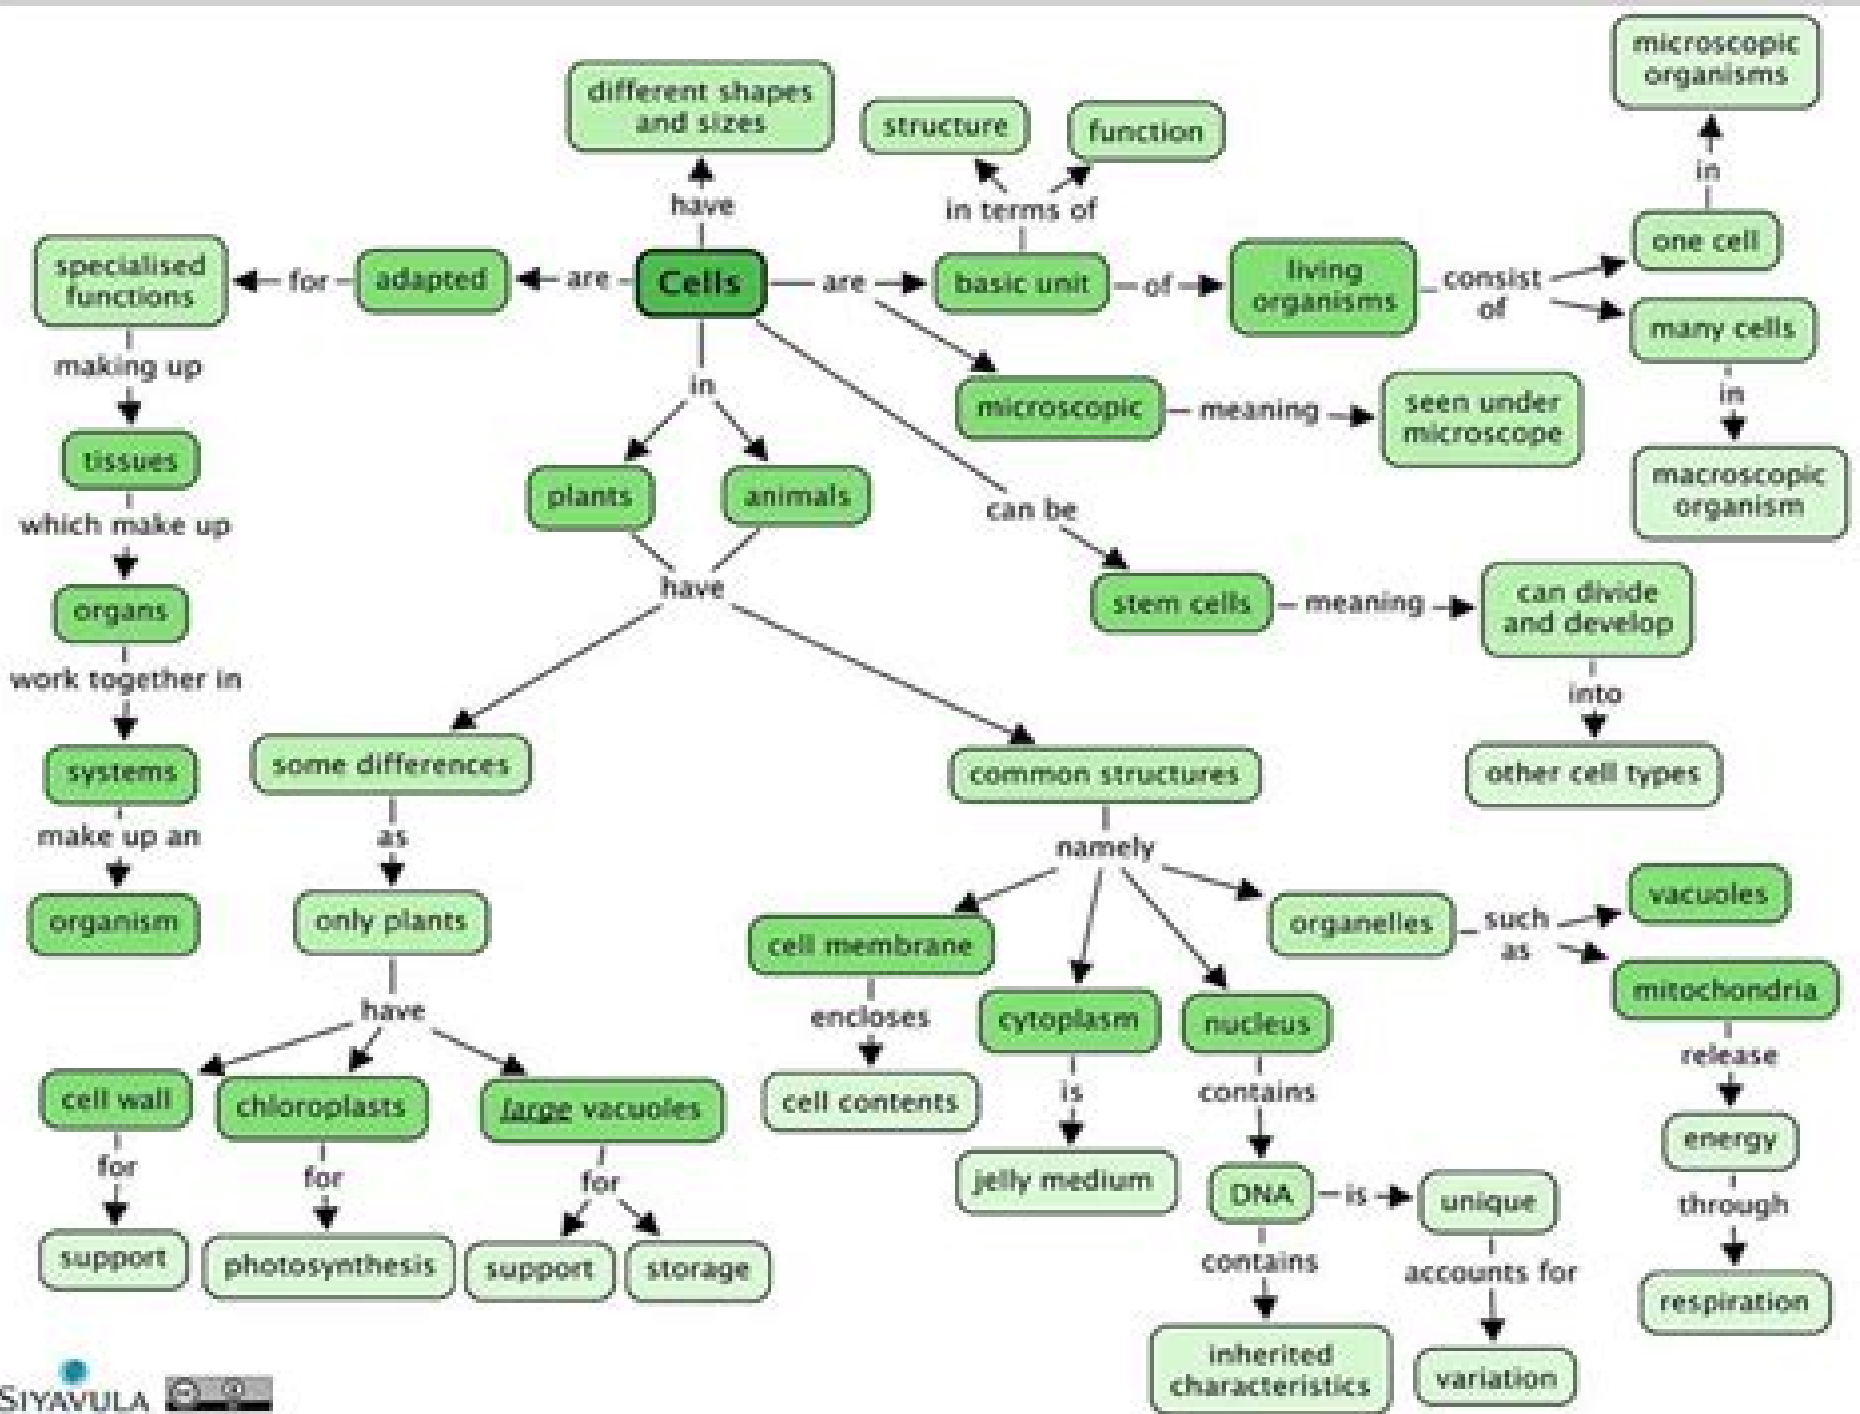 microscopic
organisms
different shapes
and sizes
structure
function
in
have
in terms of
one cell
specialised
functions
for
adapted
are
Cells
are
basic unit
of
living
organisms
consist
of
many cells
making up
in
microscopic
meaning
seen under
microscope
in
tissues
plants
animals
macroscopic
organism
which make up
can be
have
organs
stem cells
meaning
can divide
and develop
work together in
into
systems
some differences
common structures
other cell types
make up an
as
namely
organism
only plants
cell membrane
organelles
such
as
vacuoles
mitochondria
have
encloses
cytoplasm
nucleus
release
cell wall
chloroplasts
large vacuoles
cell contents
is
contains
energy
for
for
for
jelly medium
DNA
is
unique
through
support
photosynthesis
support
storage
contains
accounts for
respiration
inherited
characteristics
variation
SIYAVULA